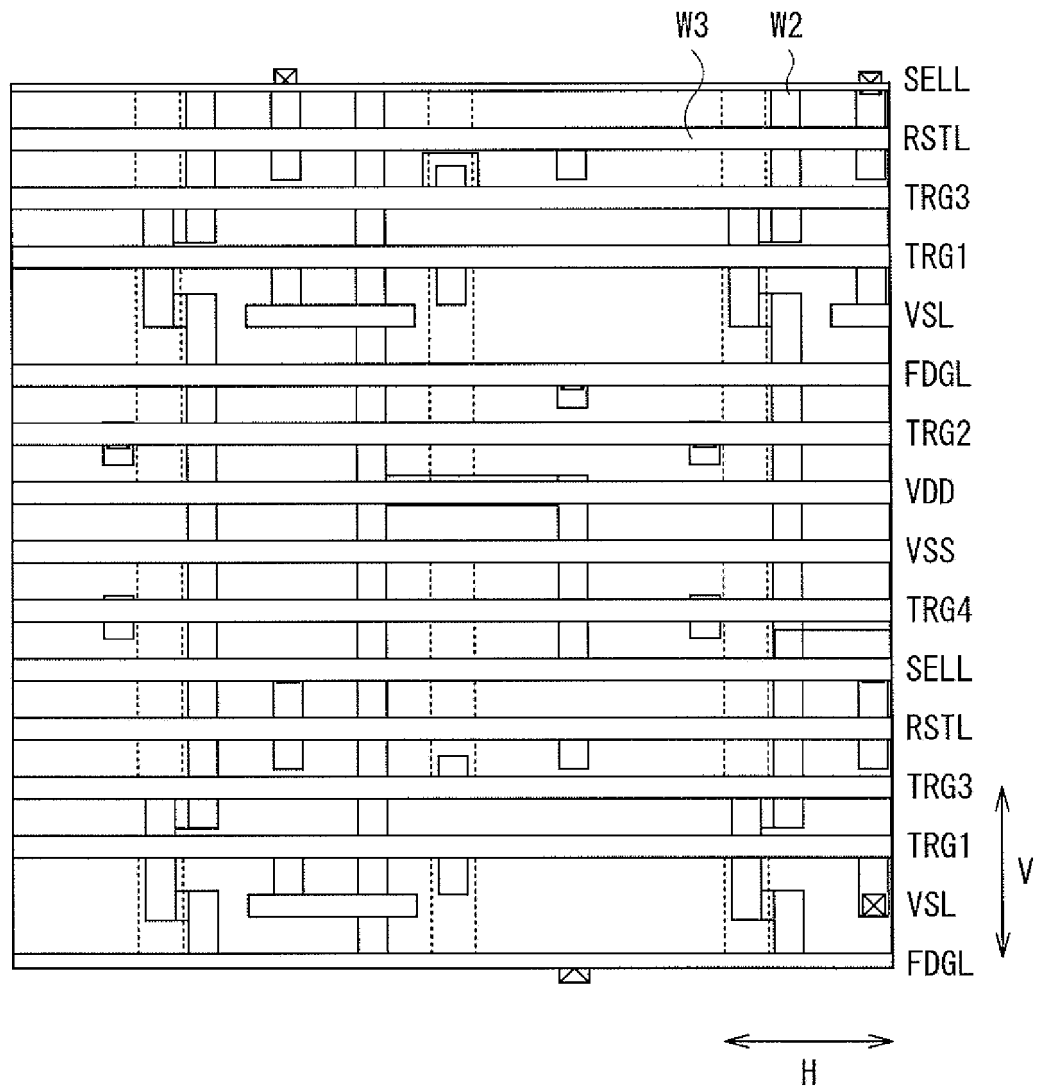 W3 W2
SELL
RSTL
TRG3
TRG1
VSL
FDGL
TRG2
VDD
VSS
TRG4
SELL
RSTL
TRG3
TRG1
V
VSL
FDGL
H